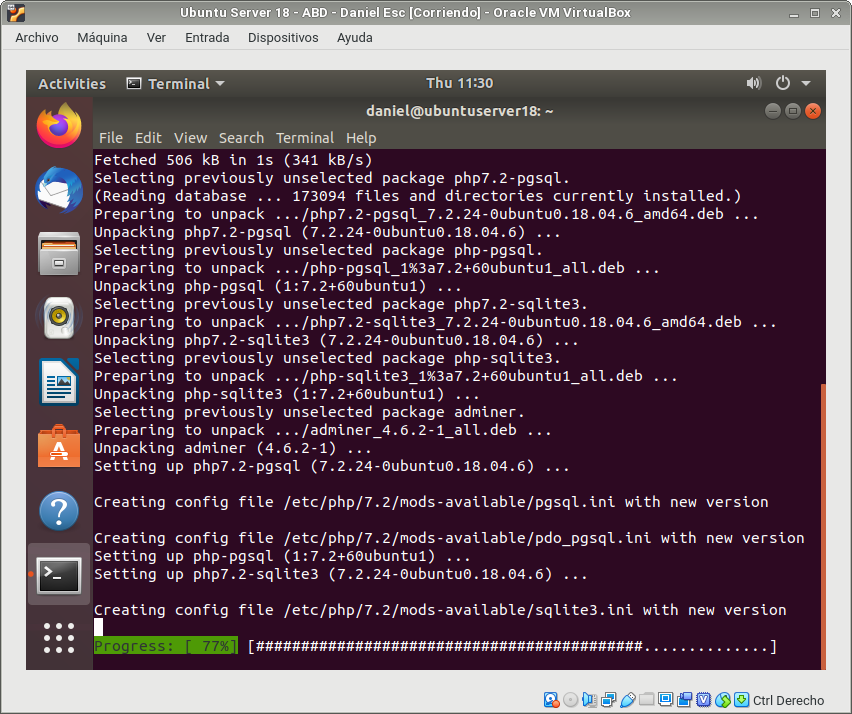 Ubuntu Server 18 - ABD - Daniel Esc [Corriendo] - Oracle VM VirtualBox
Archivo Máquina Ver Entrada Dispositivos Ayuda
Activities Terminal Thu 11:30
daniel@ubuntuserver18: ~
File Edit View Search Terminal Help
Fetched 506 kB in 1s (341 kB/s)
Selecting previously unselected package php7.2-pgsql.
(Reading database ... 173094 files and directories currently installed.)
Preparing to unpack .../php7.2-pgsql_7.2.24-0ubuntu0.18.04.6_amd64.deb ...
Unpacking php7.2-pgsql (7.2.24-0ubuntu0.18.04.6) ...
Selecting previously unselected package php-pgsql.
Preparing to unpack .../php-pgsql_1%3a7.2+60ubuntu1_all.deb ...
Unpacking php-pgsql (1:7.2+60ubuntu1) ...
Selecting previously unselected package php7.2-sqlite3.
Preparing to unpack .../php7.2-sqlite3_7.2.24-0ubuntu0.18.04.6_amd64.deb ...
Unpacking php7.2-sqlite3 (7.2.24-0ubuntu0.18.04.6) ...
Selecting previously unselected package php-sqlite3.
Preparing to unpack .../php-sqlite3_1%3a7.2+60ubuntu1_all.deb ...
Unpacking php-sqlite3 (1:7.2+60ubuntu1) ...
Selecting previously unselected package adminer.
Preparing to unpack .../adminer_4.6.2-1_all.deb ...
Unpacking adminer (4.6.2-1) ...
Setting up php7.2-pgsql (7.2.24-0ubuntu0.18.04.6) ...
Creating config file /etc/php/7.2/mods-available/pgsql.ini with new version
Creating config file /etc/php/7.2/mods-available/pdo_pgsql.ini with new version
Setting up php-pgsql (1:7.2+60ubuntu1) ...
Setting up php7.2-sqlite3 (7.2.24-0ubuntu0.18.04.6) ...
Creating config file /etc/php/7.2/mods-available/sqlite3.ini with new version
Progress: [ 77%] [###########################################..............]
Ctrl Derecho